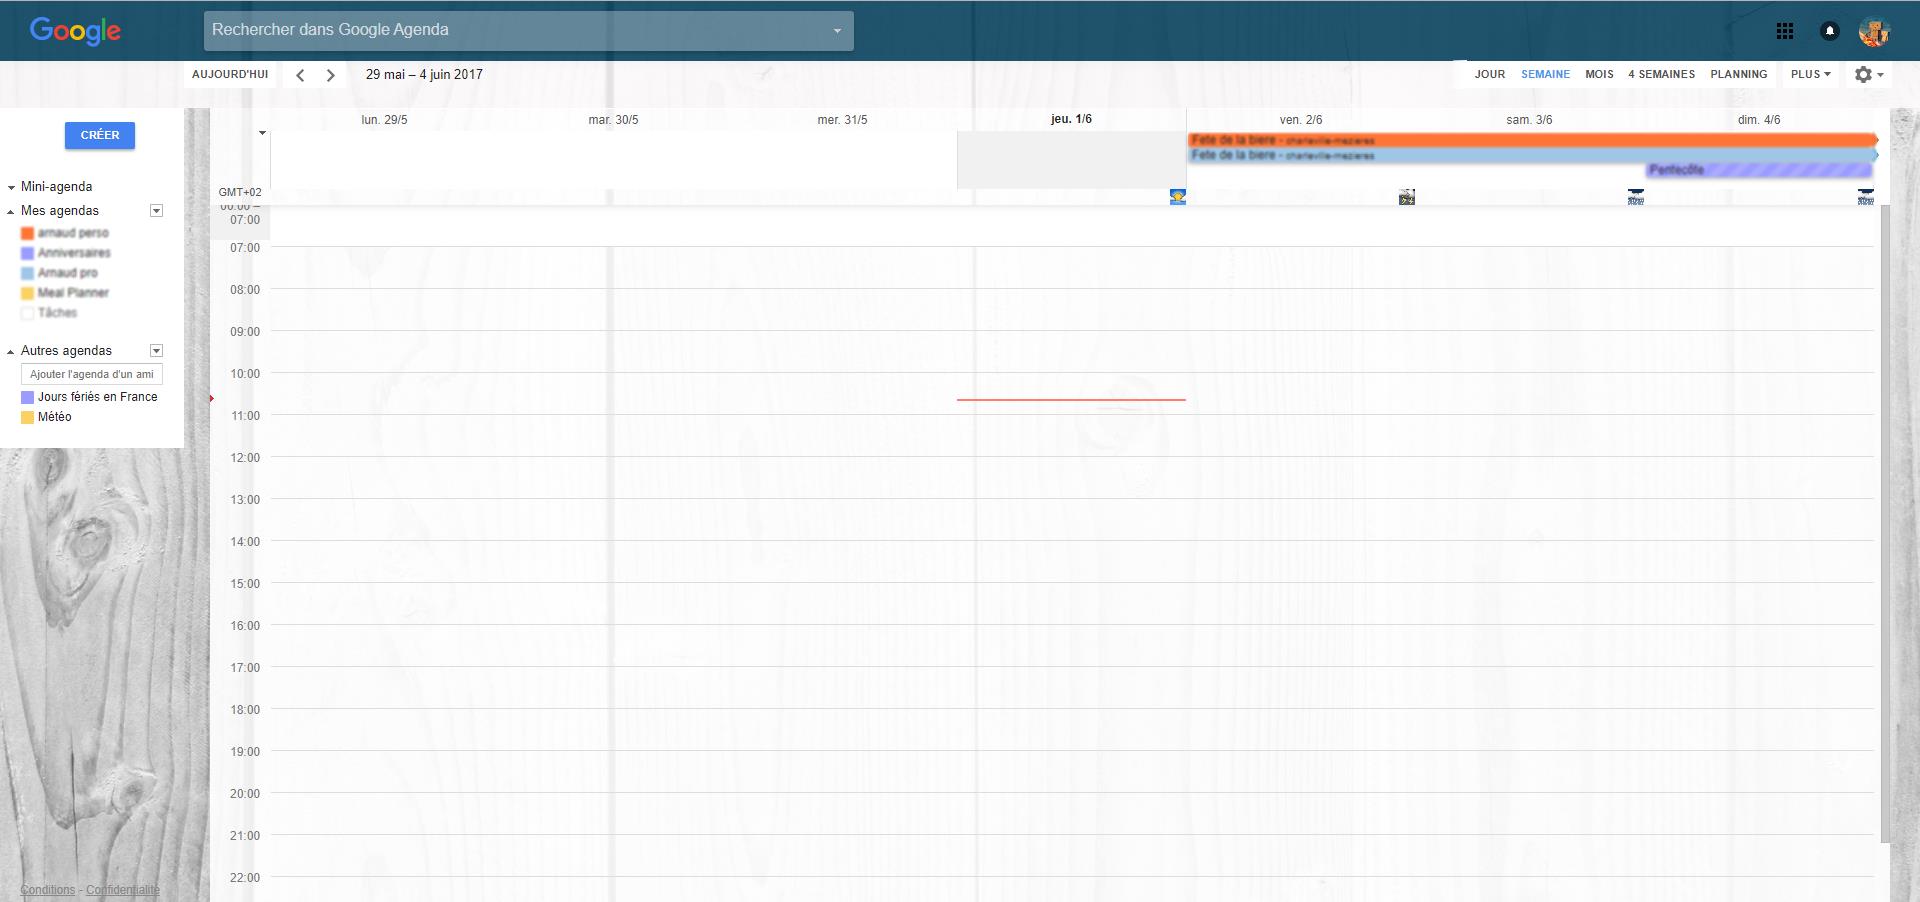 Google
Rechercher dans Google Agenda
AUJOURD'HUI
29 mai – 4 juin 2017
JOUR SEMAINE MOIS 4 SEMAINES PLANNING PLUS
CRÉER
Mini-agenda
Mes agendas
arnaud perso
Anniversaires
Arnaud pro
Meal Planner
Tâches
Autres agendas
Ajouter l'agenda d'un ami
Jours fériés en France
Météo
Conditions - Confidentialité
lun. 29/5 mar. 30/5 mer. 31/5 jeu. 1/6 ven. 2/6 sam. 3/6 dim. 4/6
Fete de la biere - charleville-mezieres
Fete de la biere - charleville-mezieres
Pentecôte
GMT+02
00:00 –
07:00
07:00
08:00
09:00
10:00
11:00
12:00
13:00
14:00
15:00
16:00
17:00
18:00
19:00
20:00
21:00
22:00